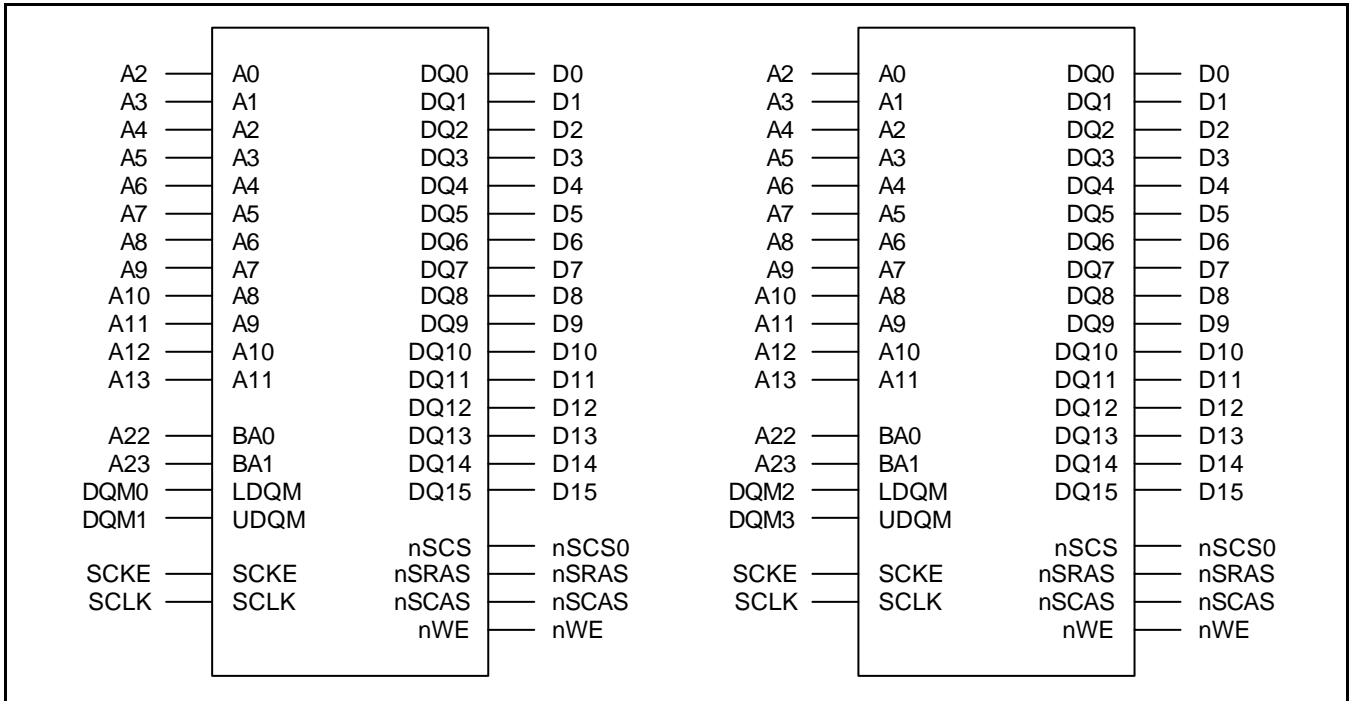 A2 A0 DQ0 D0 A2 A0 DQ0 D0
A3 A1 DQ1 D1 A3 A1 DQ1 D1
A4 A2 DQ2 D2 A4 A2 DQ2 D2
A5 A3 DQ3 D3 A5 A3 DQ3 D3
A6 A4 DQ4 D4 A6 A4 DQ4 D4
A7 A5 DQ5 D5 A7 A5 DQ5 D5
A8 A6 DQ6 D6 A8 A6 DQ6 D6
A9 A7 DQ7 D7 A9 A7 DQ7 D7
A10 A8 DQ8 D8 A10 A8 DQ8 D8
A11 A9 DQ9 D9 A11 A9 DQ9 D9
A12 A10 DQ10 D10 A12 A10 DQ10 D10
A13 A11 DQ11 D11 A13 A11 DQ11 D11
DQ12 D12 DQ12 D12
A22 BA0 DQ13 D13 A22 BA0 DQ13 D13
A23 BA1 DQ14 D14 A23 BA1 DQ14 D14
DQM0 LDQM DQ15 D15 DQM2 LDQM DQ15 D15
DQM1 UDQM DQM3 UDQM
nSCS nSCS0 nSCS nSCS0
SCKE SCKE nSRAS nSRAS SCKE SCKE nSRAS nSRAS
SCLK SCLK nSCAS nSCAS SCLK SCLK nSCAS nSCAS
nWE nWE nWE nWE